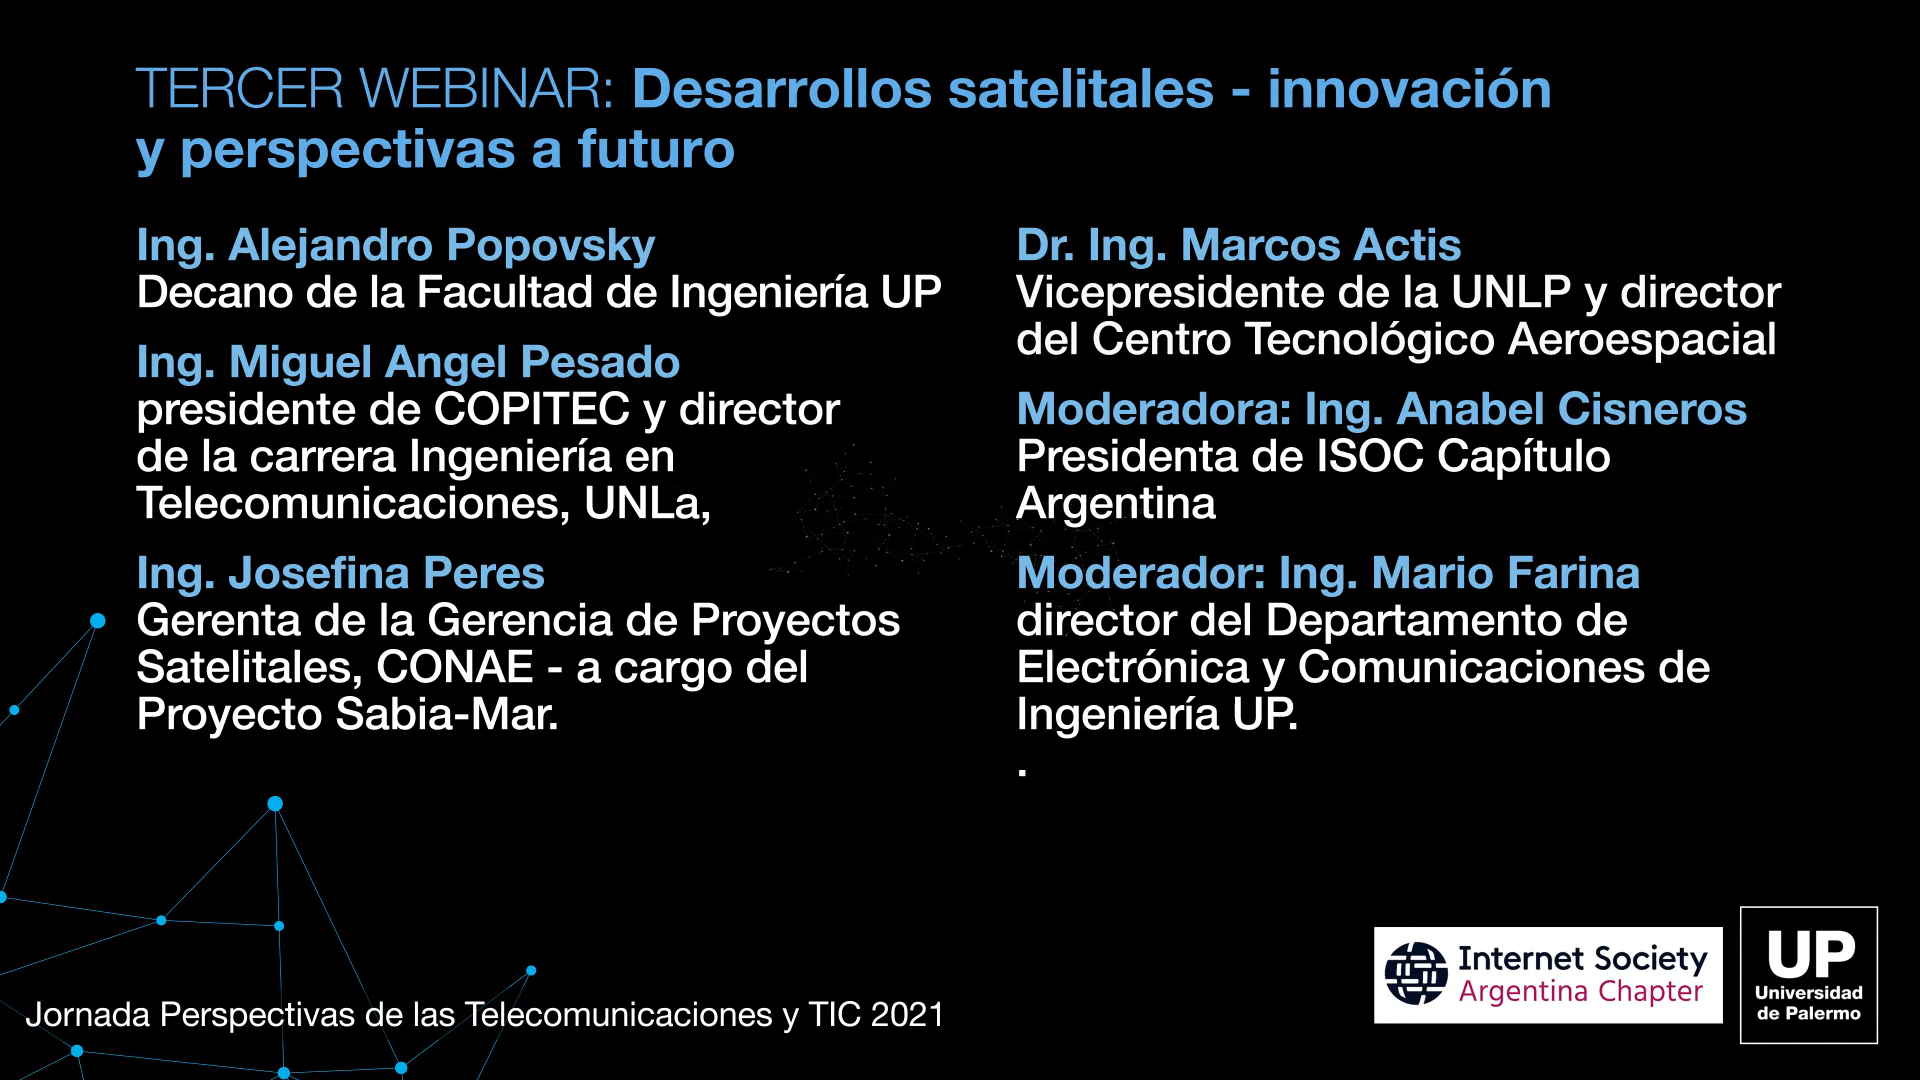 TERCER WEBINAR: Desarrollos satelitales - innovación
y perspectivas a futuro
Ing. Alejandro Popovsky
Decano de la Facultad de Ingeniería UP
Ing. Miguel Angel Pesado
presidente de COPITEC y director
de la carrera Ingeniería en
Telecomunicaciones, UNLa,
Ing. Josefina Peres
Gerenta de la Gerencia de Proyectos
Satelitales, CONAE - a cargo del
Proyecto Sabia-Mar.
Dr. Ing. Marcos Actis
Vicepresidente de la UNLP y director
del Centro Tecnológico Aeroespacial
Moderadora: Ing. Anabel Cisneros
Presidenta de ISOC Capítulo
Argentina
Moderador: Ing. Mario Farina
director del Departamento de
Electrónica y Comunicaciones de
Ingeniería UP.
.
Jornada Perspectivas de las Telecomunicaciones y TIC 2021
Internet Society
Argentina Chapter
UP
Universidad
de Palermo